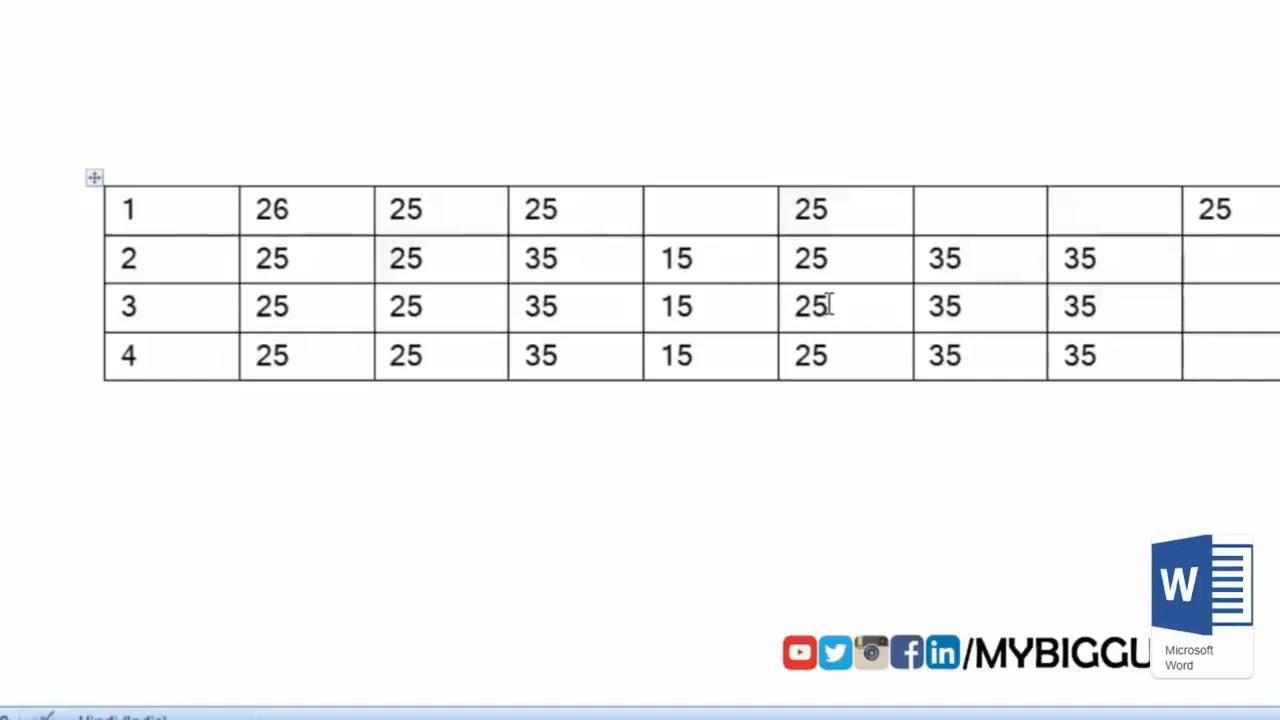 1 26 25 25 25 25
2 25 25 35 15 25 35 35
3 25 25 35 15 25 35 35
4 25 25 35 15 25 35 35
/MYBIGGU
W
Microsoft
Word